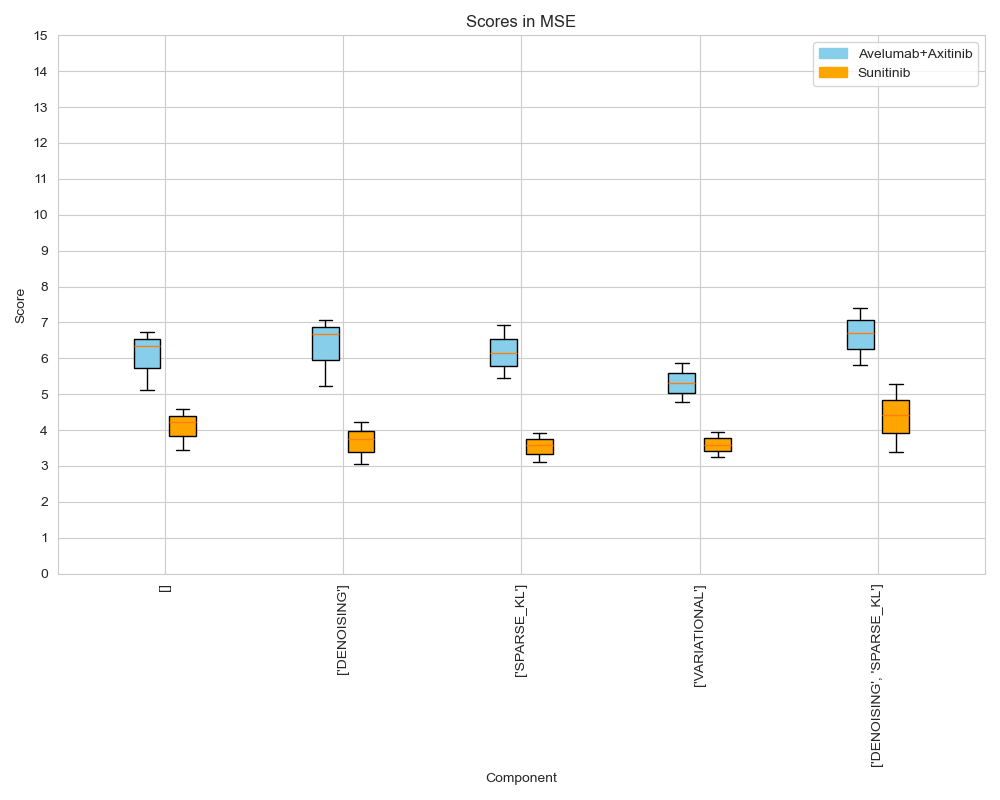 Scores in MSE
15
14
13
12
11
10
9
8
7
6
5
4
3
2
1
0
Score
Avelumab+Axitinib
Sunitinib
[]
['DENOISING']
['SPARSE_KL']
['VARIATIONAL']
['DENOISING', 'SPARSE_KL']
Component